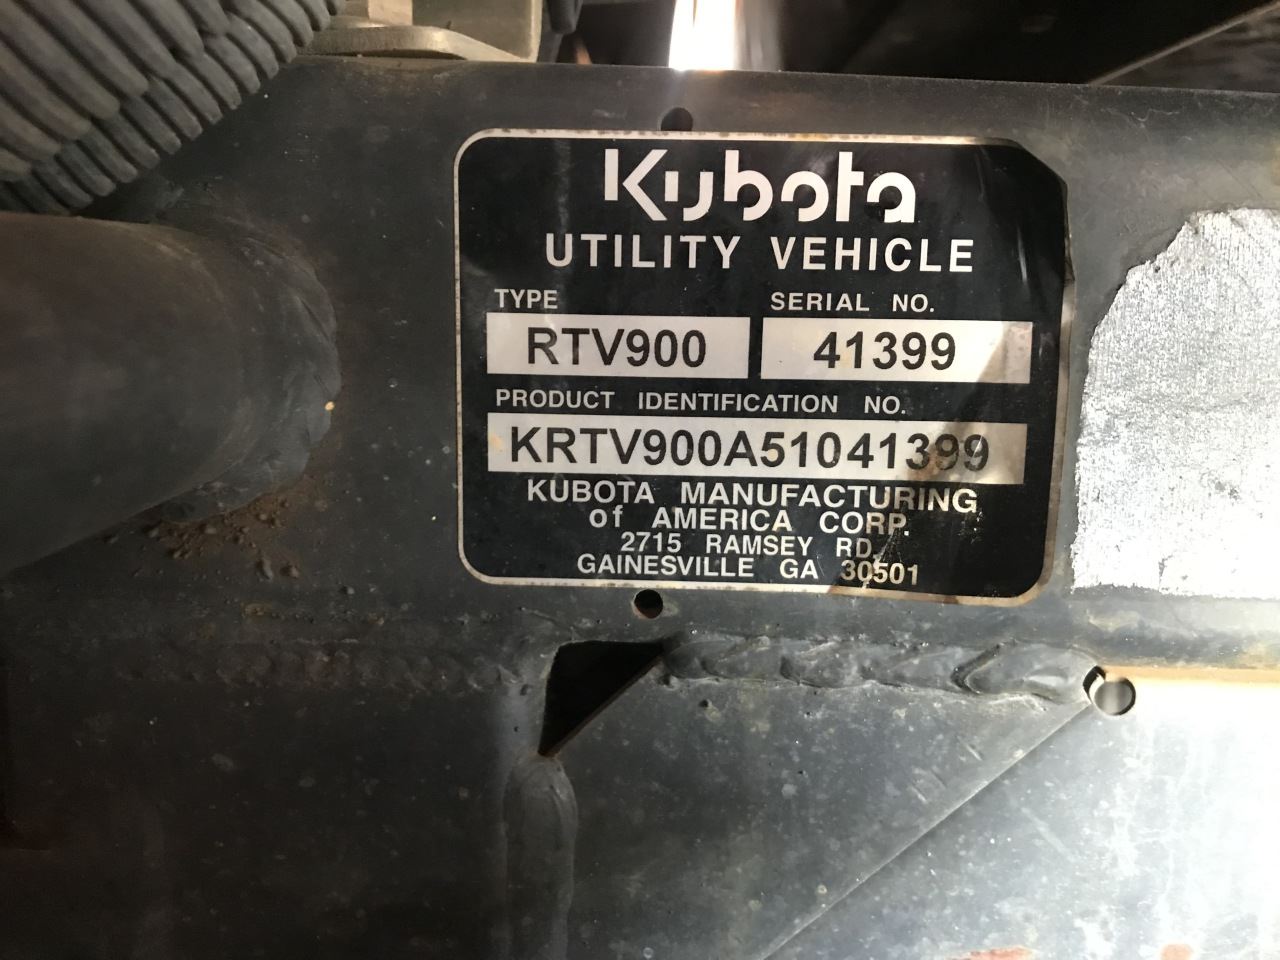 Kubota
UTILITY VEHICLE
TYPE SERIAL NO.
RTV900 41399
PRODUCT IDENTIFICATION NO.
KRTV900A51041399
KUBOTA MANUFACTURING
of AMERICA CORP.
2715 RAMSEY RD.
GAINESVILLE GA 30501